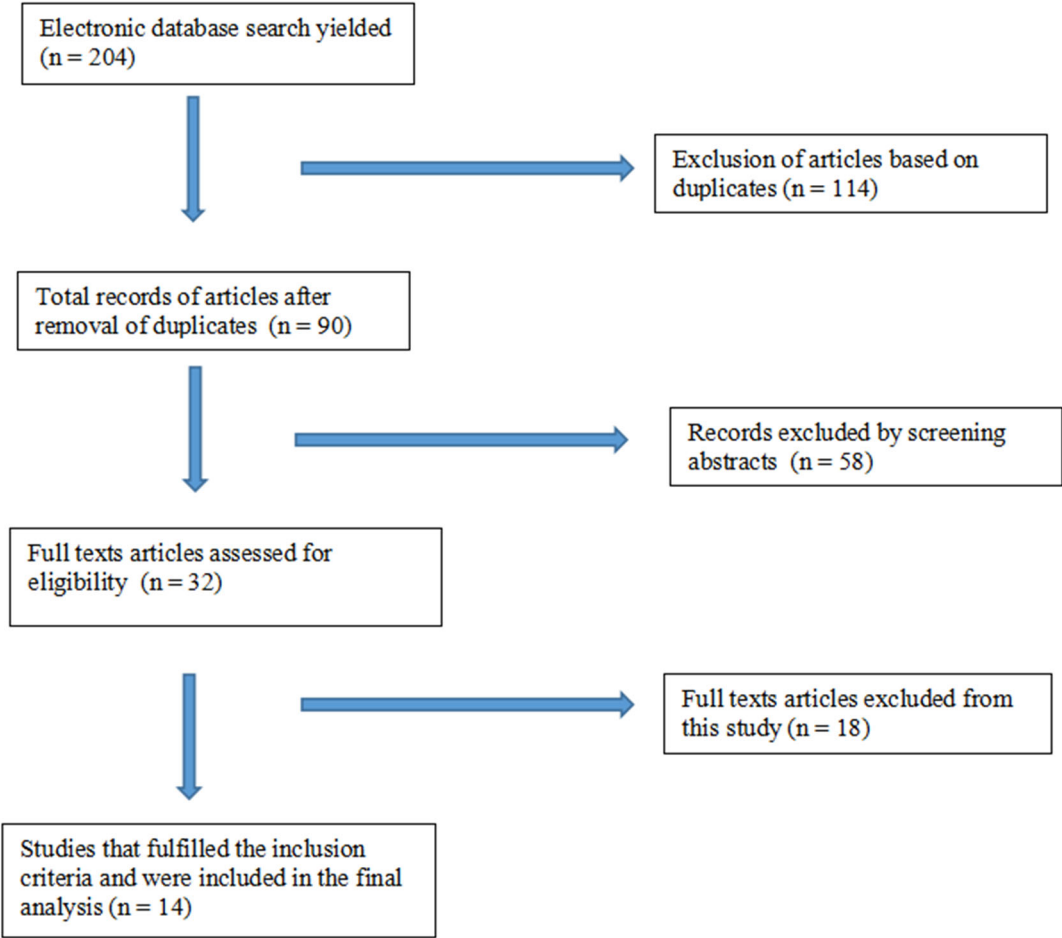 Electronic database search yielded
(n = 204)
Exclusion of articles based on
duplicates (n = 114)
Total records of articles after
removal of duplicates (n = 90)
Records excluded by screening
abstracts (n = 58)
Full texts articles assessed for
eligibility (n = 32)
Full texts articles excluded from
this study (n = 18)
Studies that fulfilled the inclusion
criteria and were included in the final
analysis (n = 14)